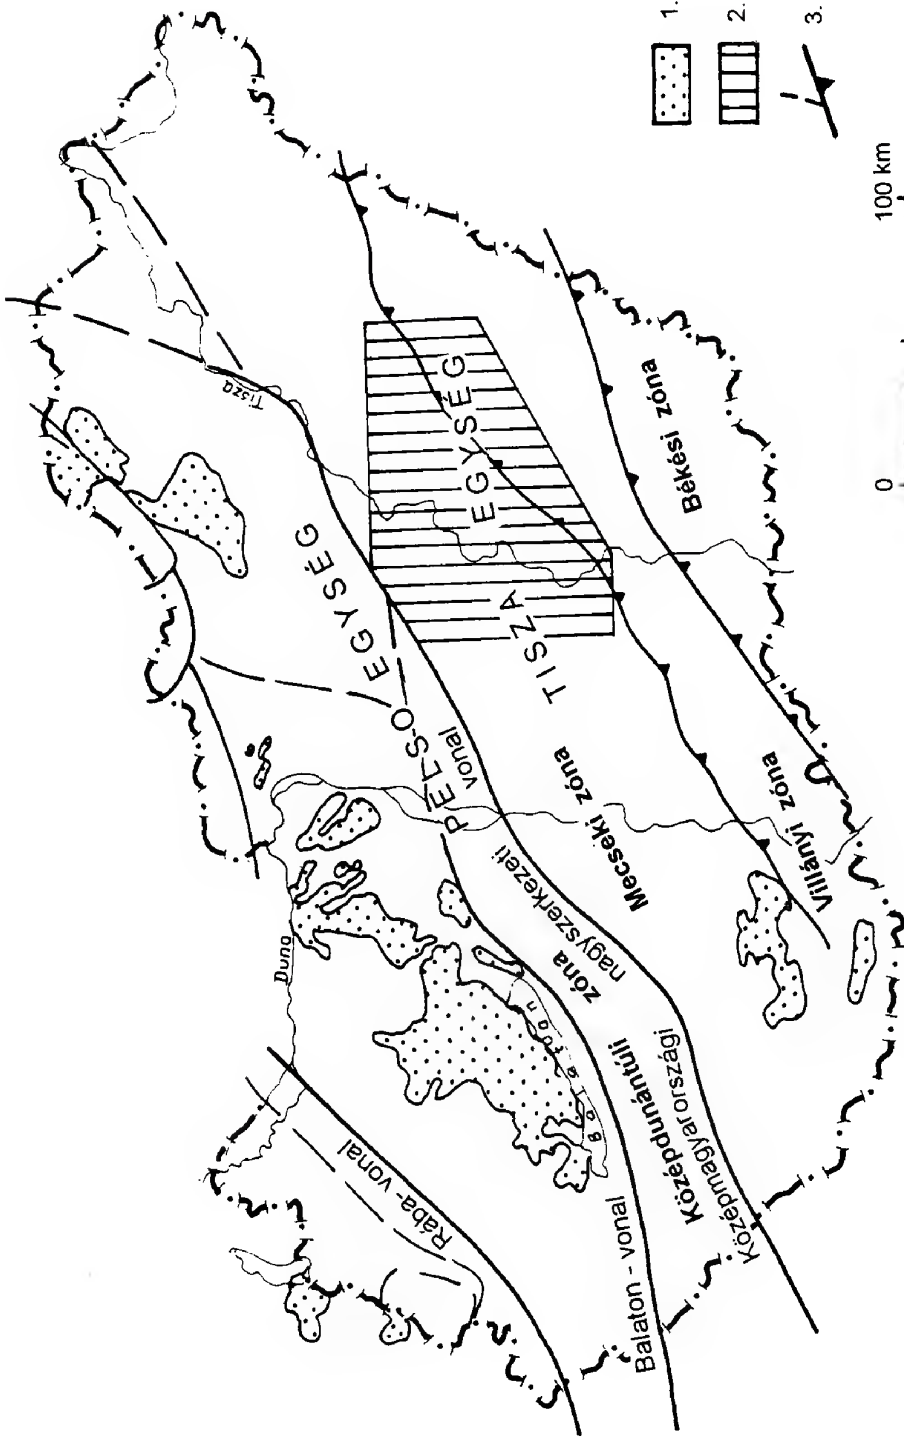 Duna
Tisza
Balaton
Rába-vonal
Balaton - vonal
PELSO EGYSÉG
Középdunántúli zóna
Középmagyarországi nagyszerkezeti vonal
TISZA EGYSÉG
Mecseki zóna
Villányi zóna
Békési zóna
1.
2.
3.
0 100 km